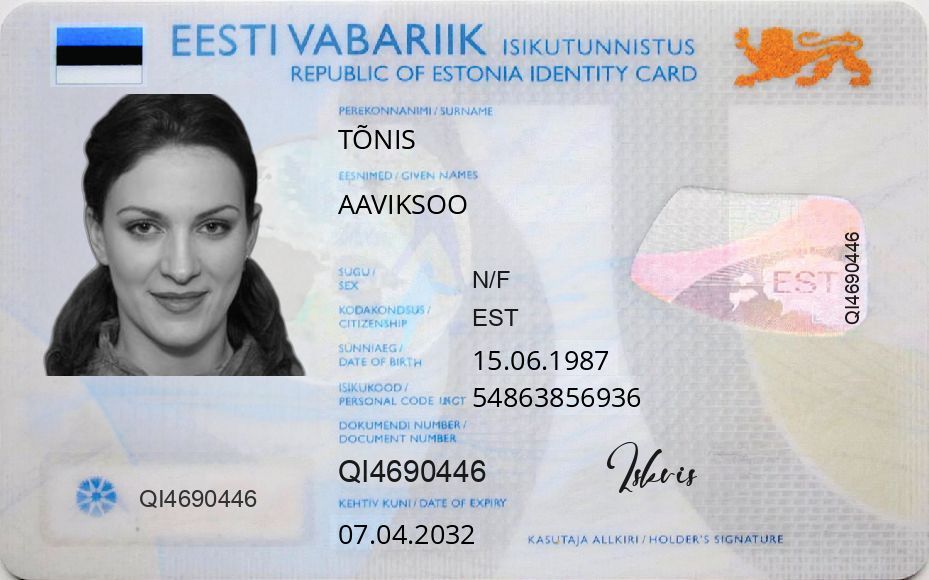 EESTI VABARIIK ISIKUTUNNISTUS
REPUBLIC OF ESTONIA IDENTITY CARD
PEREKONNANIMI / SURNAME
TÕNIS
EESNIMED / GIVEN NAMES
AAVIKSOO
SUGU /
SEX
N/F
KODAKONDSUS /
CITIZENSHIP
EST
SÜNNIAEG /
DATE OF BIRTH
15.06.1987
ISIKUKOOD /
PERSONAL CODE
54863856936
DOKUMENDI NUMBER /
DOCUMENT NUMBER
QI4690446
KEHTIV KUNI / DATE OF EXPIRY
07.04.2032
QI4690446
EST
QI4690446
KASUTAJA ALLKIRI / HOLDER'S SIGNATURE